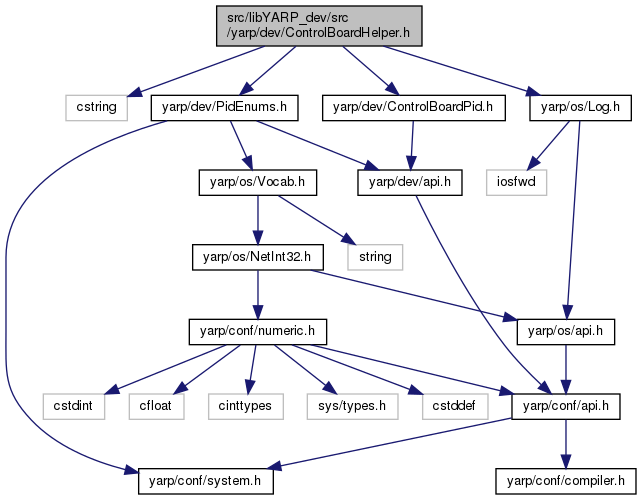 src/libYARP_dev/src
/yarp/dev/ControlBoardHelper.h
cstring
yarp/dev/PidEnums.h
yarp/dev/ControlBoardPid.h
yarp/os/Log.h
yarp/os/Vocab.h
yarp/dev/api.h
iosfwd
yarp/os/NetInt32.h
string
yarp/conf/numeric.h
yarp/os/api.h
cstdint
cfloat
cinttypes
sys/types.h
cstddef
yarp/conf/api.h
yarp/conf/system.h
yarp/conf/compiler.h